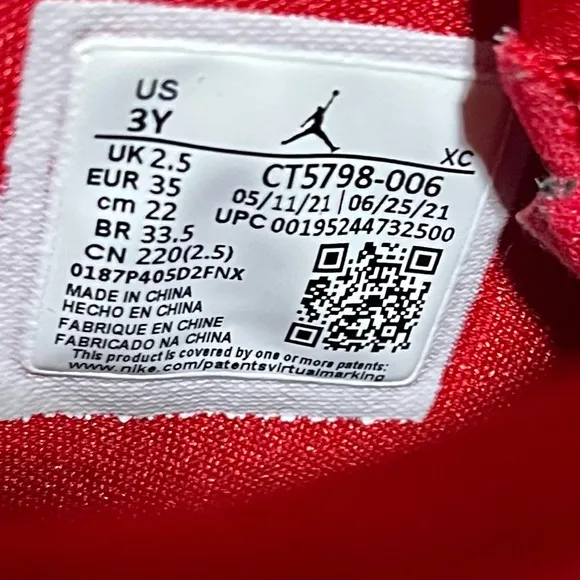 US
3Y
XC
UK 2.5
EUR 35
cm 22
BR 33.5
CN 220(2.5)
CT5798-006
05/11/21 | 06/25/21
UPC 00195244732500
0187P405D2FNX
MADE IN CHINA
HECHO EN CHINA
FABRIQUE EN CHINE
FABRICADO NA CHINA
This product is covered by one or more patents:
www.nike.com/patentsvirtualmarking